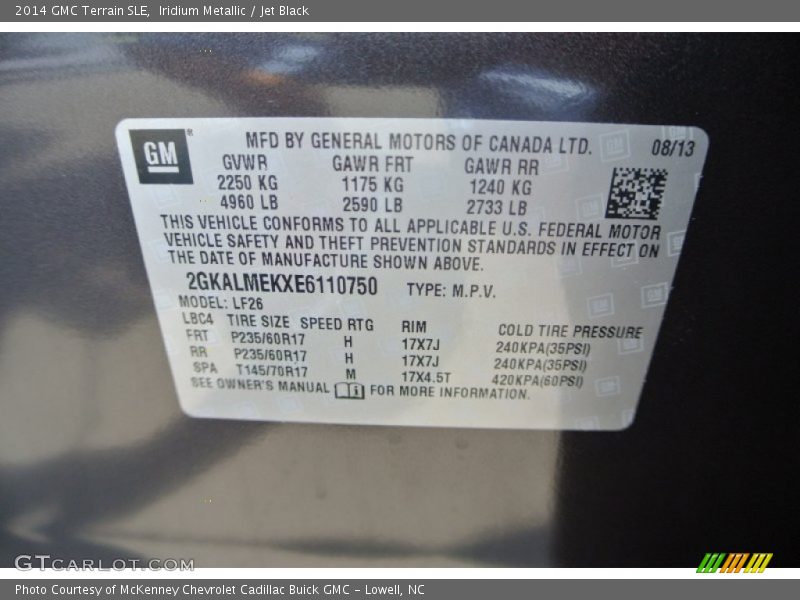 2014 GMC Terrain SLE, Iridium Metallic / Jet Black
GM ®
MFD BY GENERAL MOTORS OF CANADA LTD. 08/13
GVWR GAWR FRT GAWR RR
2250 KG 1175 KG 1240 KG
4960 LB 2590 LB 2733 LB
THIS VEHICLE CONFORMS TO ALL APPLICABLE U.S. FEDERAL MOTOR
VEHICLE SAFETY AND THEFT PREVENTION STANDARDS IN EFFECT ON
THE DATE OF MANUFACTURE SHOWN ABOVE.
2GKALMEKXE6110750 TYPE: M.P.V.
MODEL: LF26
LBC4 TIRE SIZE SPEED RTG RIM COLD TIRE PRESSURE
FRT P235/60R17 H 17X7J 240KPA(35PSI)
RR P235/60R17 H 17X7J 240KPA(35PSI)
SPA T145/70R17 M 17X4.5T 420KPA(60PSI)
SEE OWNER'S MANUAL FOR MORE INFORMATION.
GTCARLOT.COM
Photo Courtesy of McKenney Chevrolet Cadillac Buick GMC - Lowell, NC